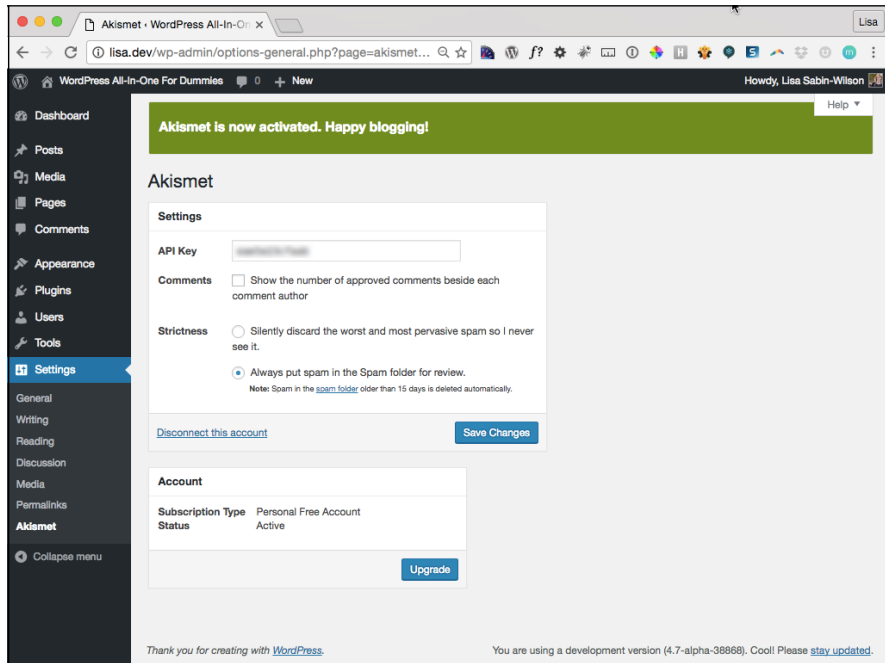 Akismet ‹ WordPress All-In-On
Lisa
lisa.dev/wp-admin/options-general.php?page=akismet...
WordPress All-In-One For Dummies 0 + New Howdy, Lisa Sabin-Wilson
Help
Akismet is now activated. Happy blogging!
Dashboard
Posts
Media
Pages
Comments
Appearance
Plugins
Users
Tools
Settings
General
Writing
Reading
Discussion
Media
Permalinks
Akismet
Collapse menu
Akismet
Settings
API Key
Comments Show the number of approved comments beside each
comment author
Strictness Silently discard the worst and most pervasive spam so I never
see it.
Always put spam in the Spam folder for review.
Note: Spam in the spam folder older than 15 days is deleted automatically.
Disconnect this account Save Changes
Account
Subscription Type Personal Free Account
Status Active
Upgrade
Thank you for creating with WordPress. You are using a development version (4.7-alpha-38868). Cool! Please stay updated.